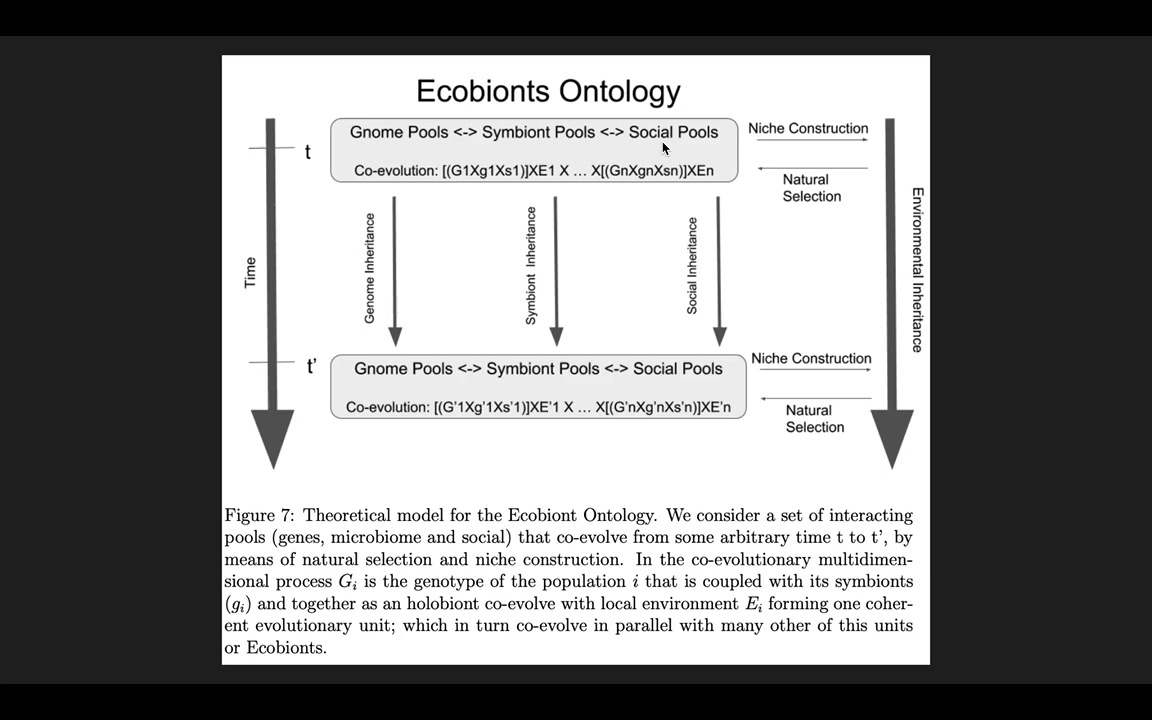 Ecobionts Ontology
Gnome Pools <-> Symbiont Pools <-> Social Pools
Co-evolution: [(G1Xg1Xs1)]XE1 X ... X[(GnXgnXsn)]XEn
t
Niche Construction
Natural
Selection
Time
Genome Inheritance
Symbiont Inheritance
Social Inheritance
Environmental Inheritance
t'
Gnome Pools <-> Symbiont Pools <-> Social Pools
Co-evolution: [(G'1Xg'1Xs'1)]XE'1 X ... X[(G'nXg'nXs'n)]XE'n
Niche Construction
Natural
Selection
Figure 7: Theoretical model for the Ecobiont Ontology. We consider a set of interacting
pools (genes, microbiome and social) that co-evolve from some arbitrary time t to t', by
means of natural selection and niche construction. In the co-evolutionary multidimen-
sional process Gi is the genotype of the population i that is coupled with its symbionts
(gi) and together as an holobiont co-evolve with local environment Ei forming one coher-
ent evolutionary unit; which in turn co-evolve in parallel with many other of this units
or Ecobionts.